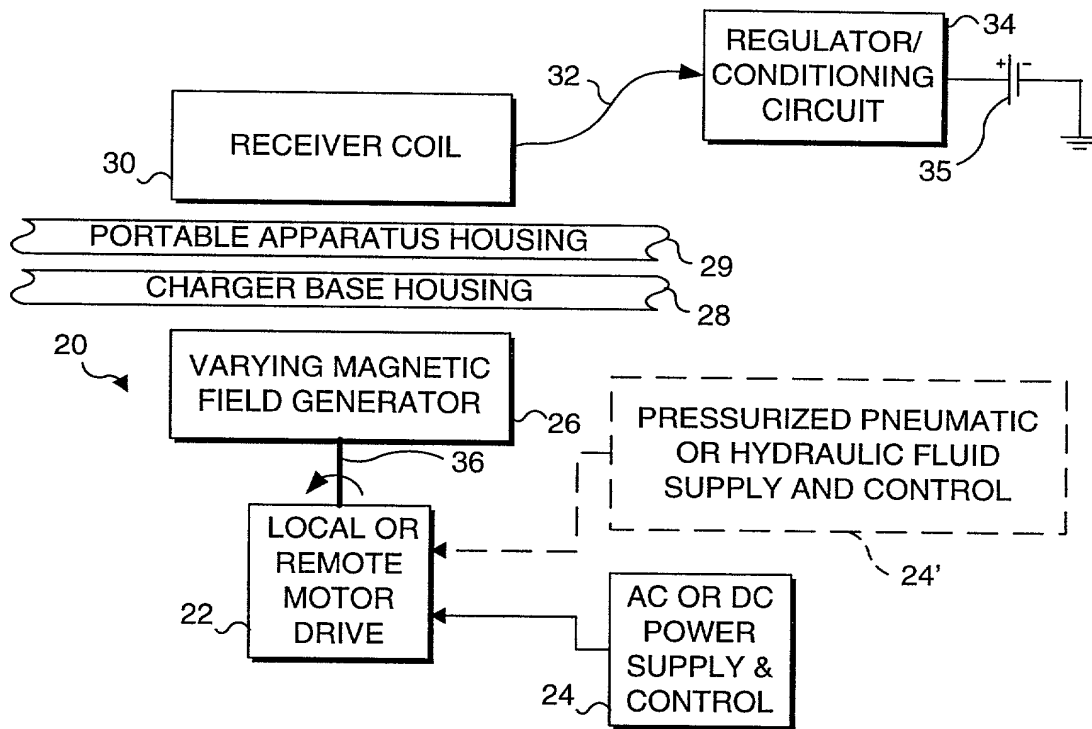 REGULATOR/
CONDITIONING
CIRCUIT
34
+ -
35
32
RECEIVER COIL
30
PORTABLE APPARATUS HOUSING
29
CHARGER BASE HOUSING
28
20
VARYING MAGNETIC
FIELD GENERATOR
26
36
PRESSURIZED PNEUMATIC
OR HYDRAULIC FLUID
SUPPLY AND CONTROL
24'
LOCAL OR
REMOTE
MOTOR
DRIVE
22
AC OR DC
POWER
SUPPLY &
CONTROL
24